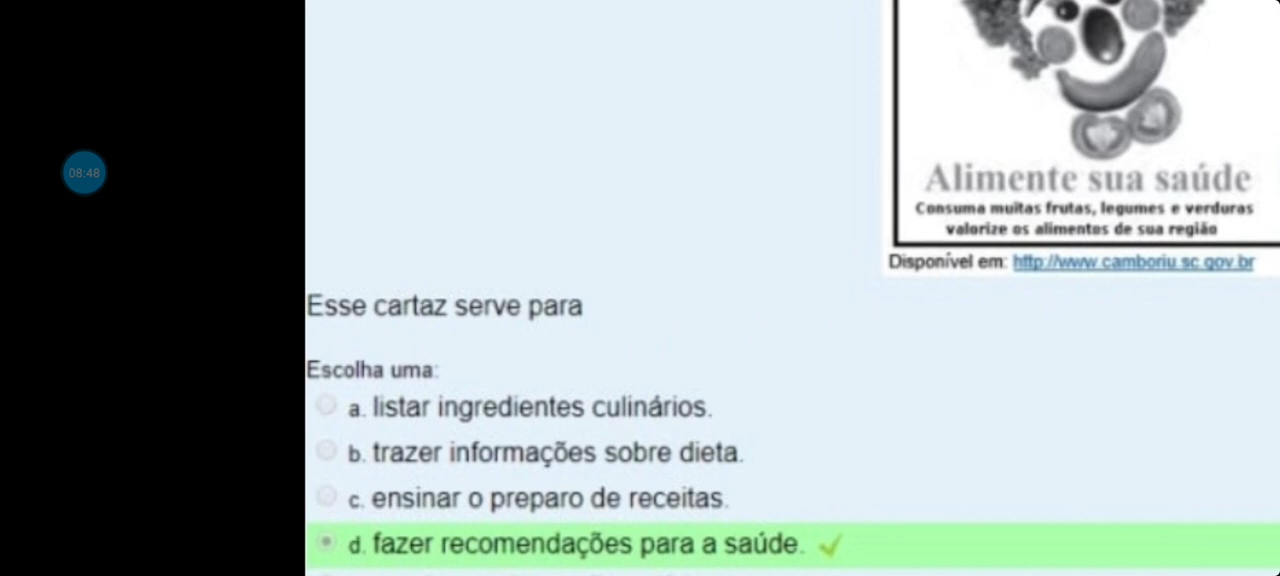 08:48
Alimente sua saúde
Consuma muitas frutas, legumes e verduras
valorize os alimentos de sua região
Disponível em: http://www.camboriu.sc.gov.br
Esse cartaz serve para
Escolha uma:
a. listar ingredientes culinários.
b. trazer informações sobre dieta.
c. ensinar o preparo de receitas.
d. fazer recomendações para a saúde.